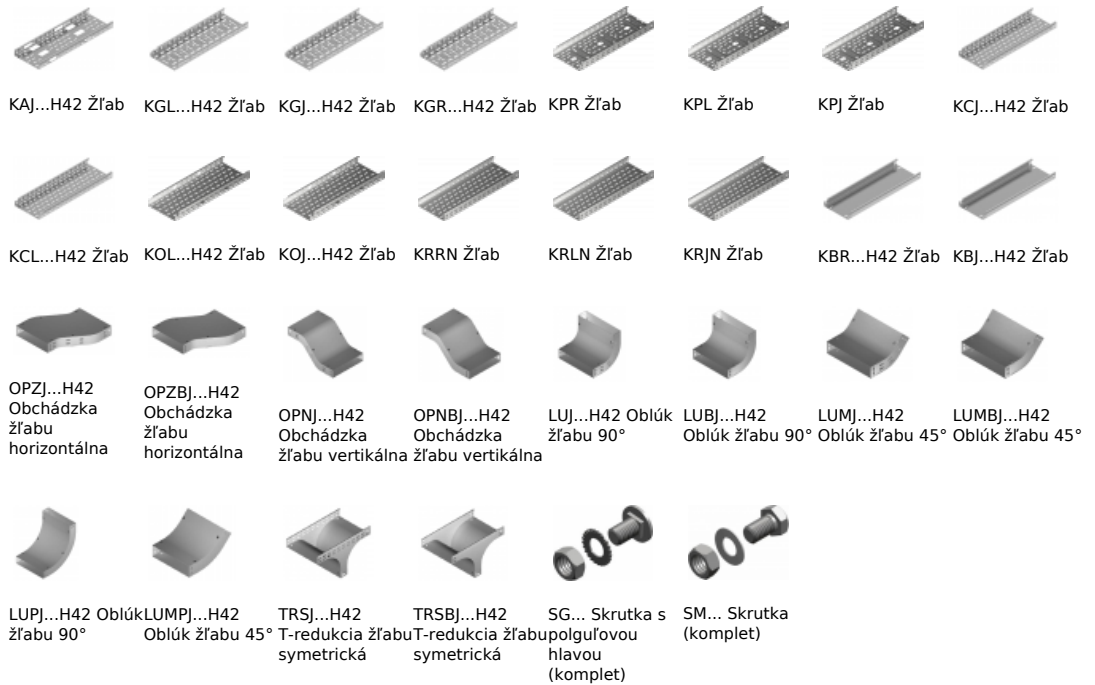 KAJ...H42 Žľab
KGL...H42 Žľab
KGJ...H42 Žľab
KGR...H42 Žľab
KPR Žľab
KPL Žľab
KPJ Žľab
KCJ...H42 Žľab
KCL...H42 Žľab
KOL...H42 Žľab
KOJ...H42 Žľab
KRRN Žľab
KRLN Žľab
KRJN Žľab
KBR...H42 Žľab
KBJ...H42 Žľab
OPZJ...H42
Obchádzka
žľabu
horizontálna
OPZBJ...H42
Obchádzka
žľabu
horizontálna
OPNJ...H42
Obchádzka
žľabu vertikálna
OPNBJ...H42
Obchádzka
žľabu vertikálna
LUJ...H42 Oblúk
žľabu 90°
LUBJ...H42
Oblúk žľabu 90°
LUMJ...H42
Oblúk žľabu 45°
LUMBJ...H42
Oblúk žľabu 45°
LUPJ...H42 Oblúk
žľabu 90°
LUMPJ...H42
Oblúk žľabu 45°
TRSJ...H42
T-redukcia žľabu
symetrická
TRSBJ...H42
T-redukcia žľabu
symetrická
SG... Skrutka s
polguľovou
hlavou
(komplet)
SM... Skrutka
(komplet)